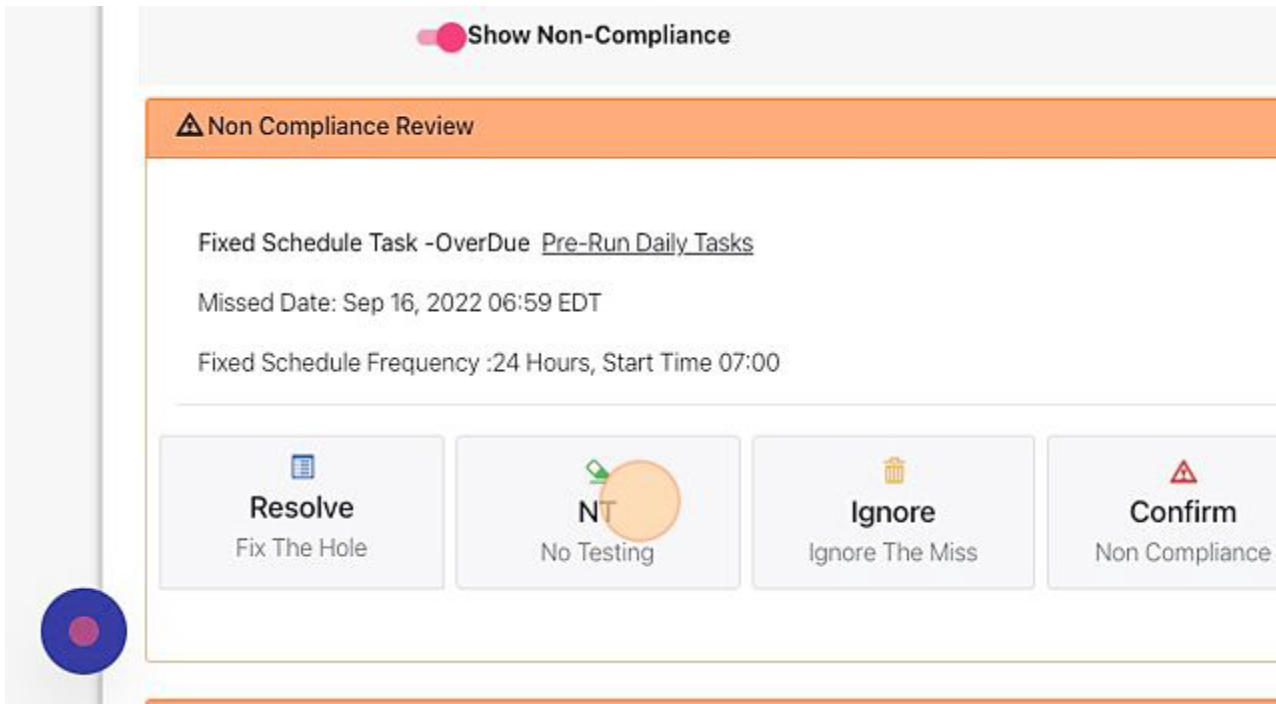 Show Non-Compliance
Non Compliance Review
Fixed Schedule Task -OverDue Pre-Run Daily Tasks
Missed Date: Sep 16, 2022 06:59 EDT
Fixed Schedule Frequency :24 Hours, Start Time 07:00
Resolve
Fix The Hole
NT
No Testing
Ignore
Ignore The Miss
Confirm
Non Compliance